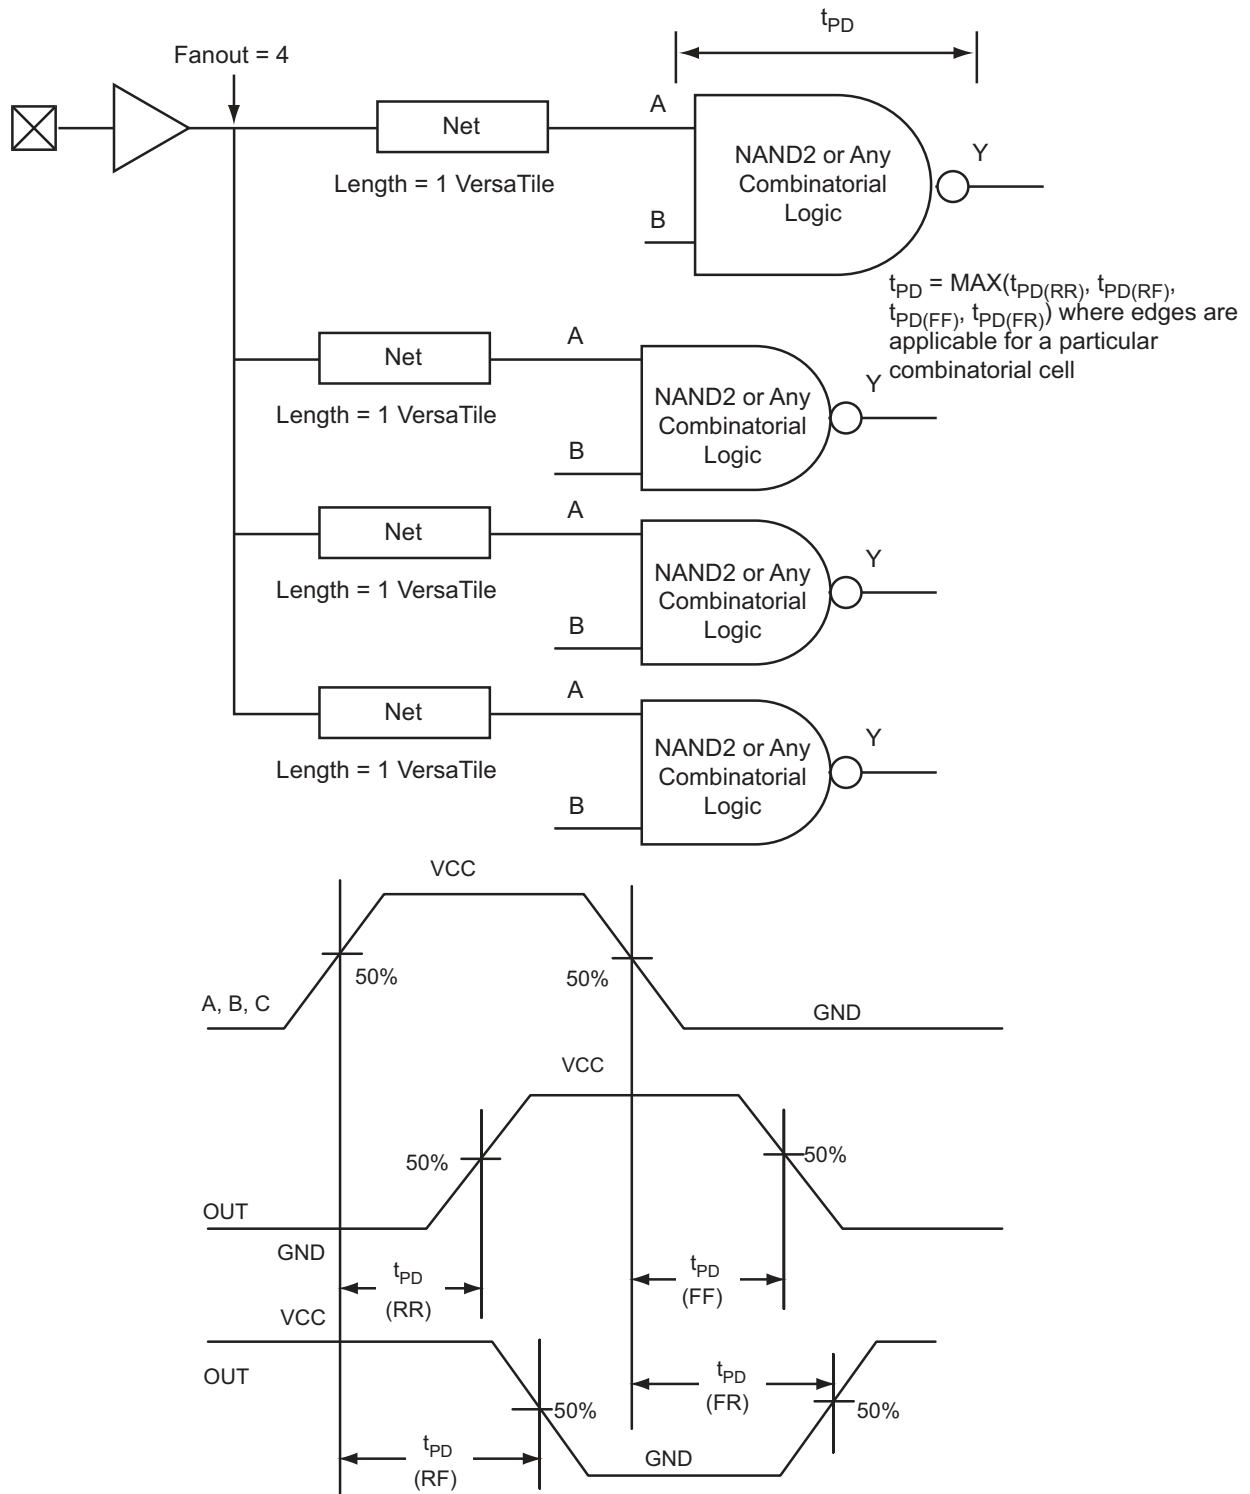 tPD
Fanout = 4
Net
Length = 1 VersaTile
A
B
NAND2 or Any
Combinatorial
Logic
Y
tPD = MAX(tPD(RR), tPD(RF),
tPD(FF), tPD(FR)) where edges are
applicable for a particular
combinatorial cell
Net
Length = 1 VersaTile
A
B
NAND2 or Any
Combinatorial
Logic
Y
Net
Length = 1 VersaTile
A
B
NAND2 or Any
Combinatorial
Logic
Y
Net
Length = 1 VersaTile
A
B
NAND2 or Any
Combinatorial
Logic
Y
VCC
50%
50%
A, B, C
GND
VCC
50%
50%
OUT
GND
tPD
(RR)
tPD
(FF)
VCC
OUT
tPD
(FR)
50%
50%
tPD
(RF)
GND